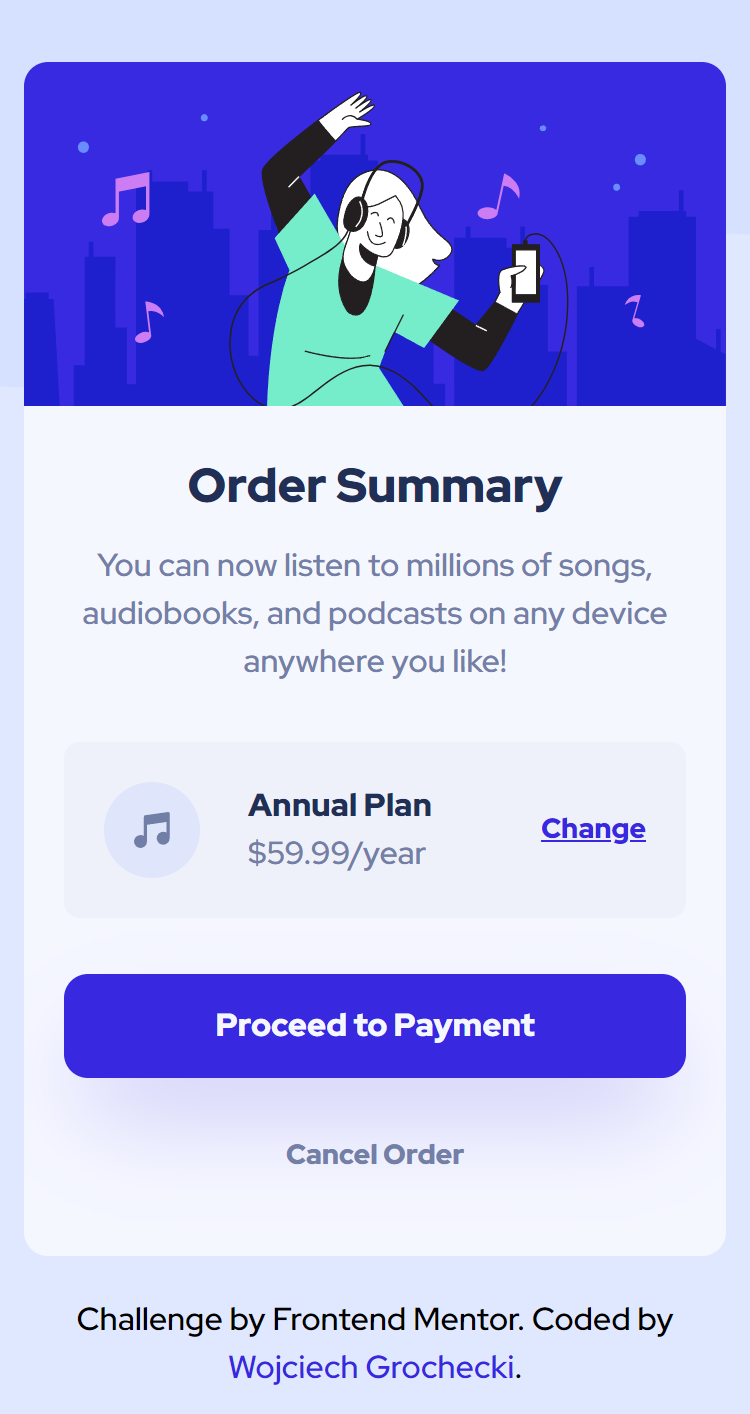 Order Summary
You can now listen to millions of songs,
audiobooks, and podcasts on any device
anywhere you like!
Annual Plan
$59.99/year
Change
Proceed to Payment
Cancel Order
Challenge by Frontend Mentor. Coded by
Wojciech Grochecki.